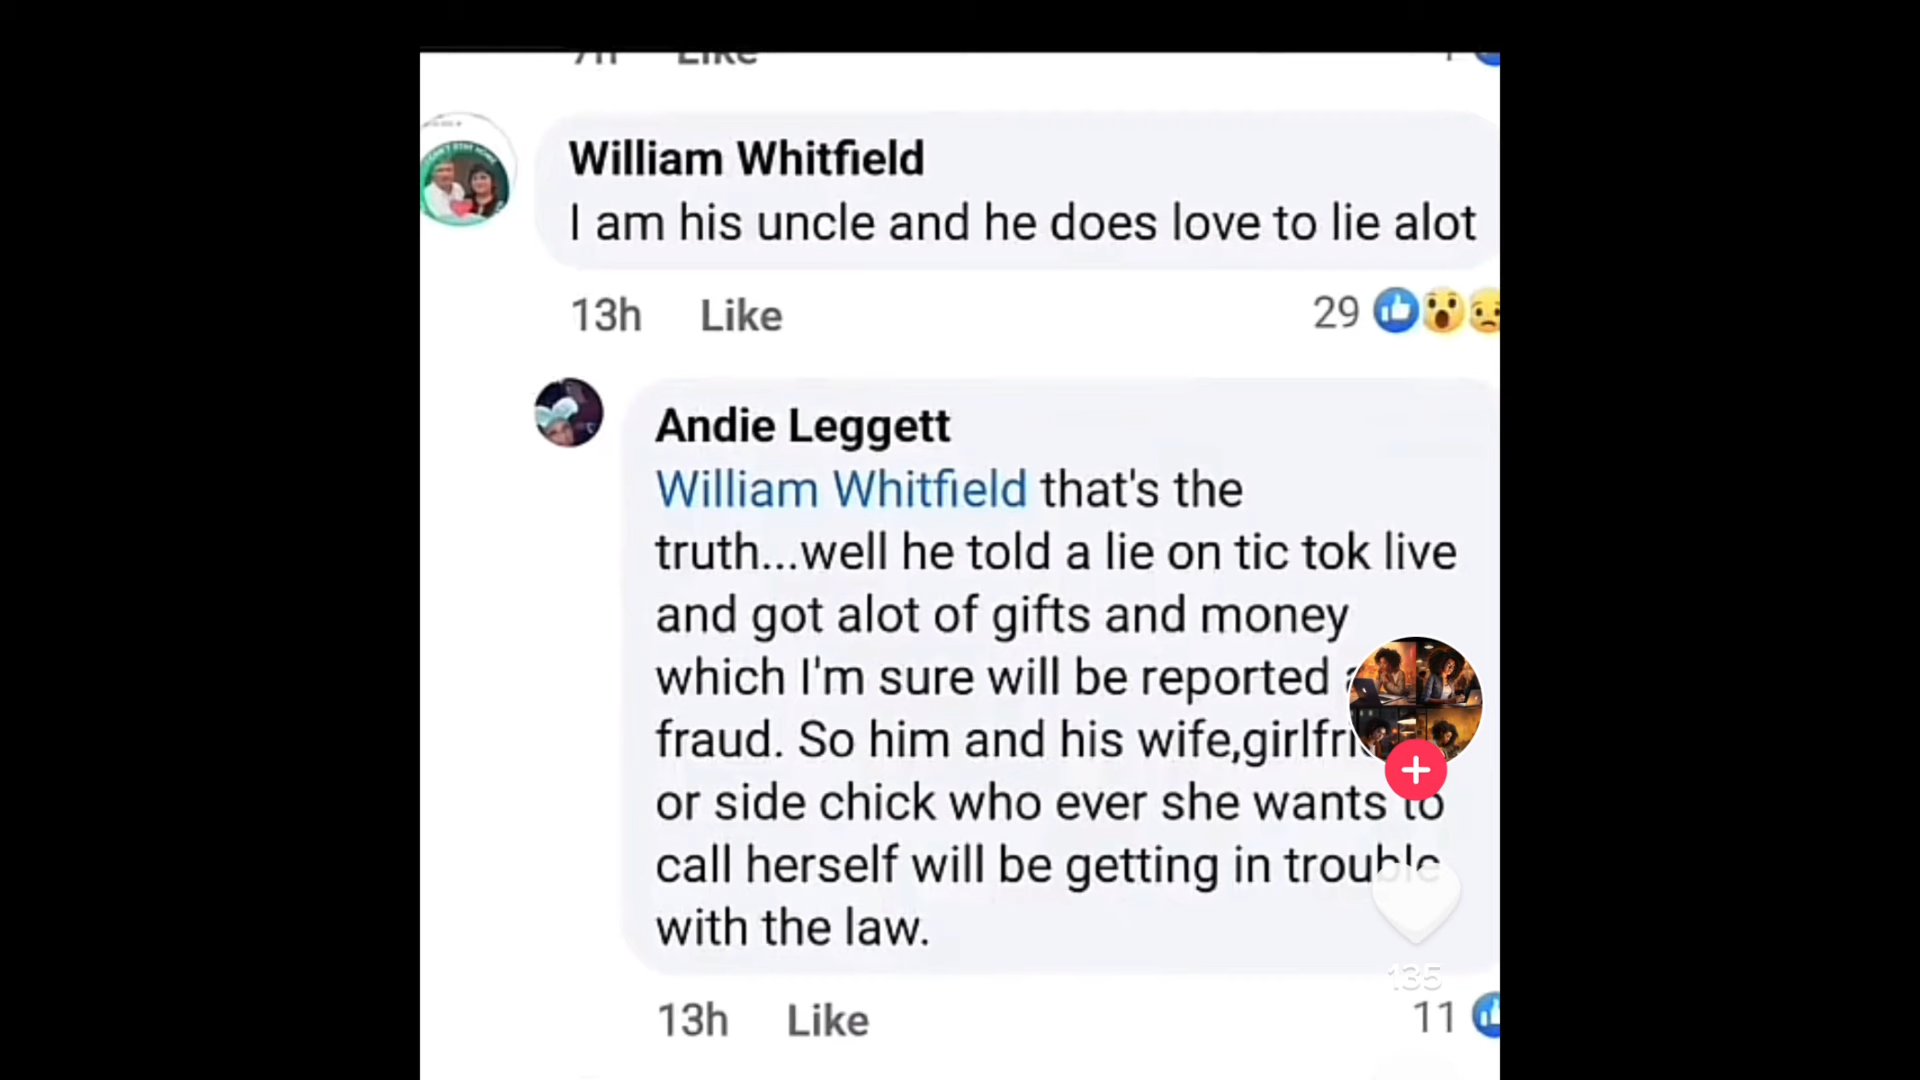 7h Like 1
William Whitfield
I am his uncle and he does love to lie alot
13h Like 29
Andie Leggett
William Whitfield that's the
truth...well he told a lie on tic tok live
and got alot of gifts and money
which I'm sure will be reported
fraud. So him and his wife,girlfri
or side chick who ever she wants to
call herself will be getting in trouble
with the law.
135
13h Like 11